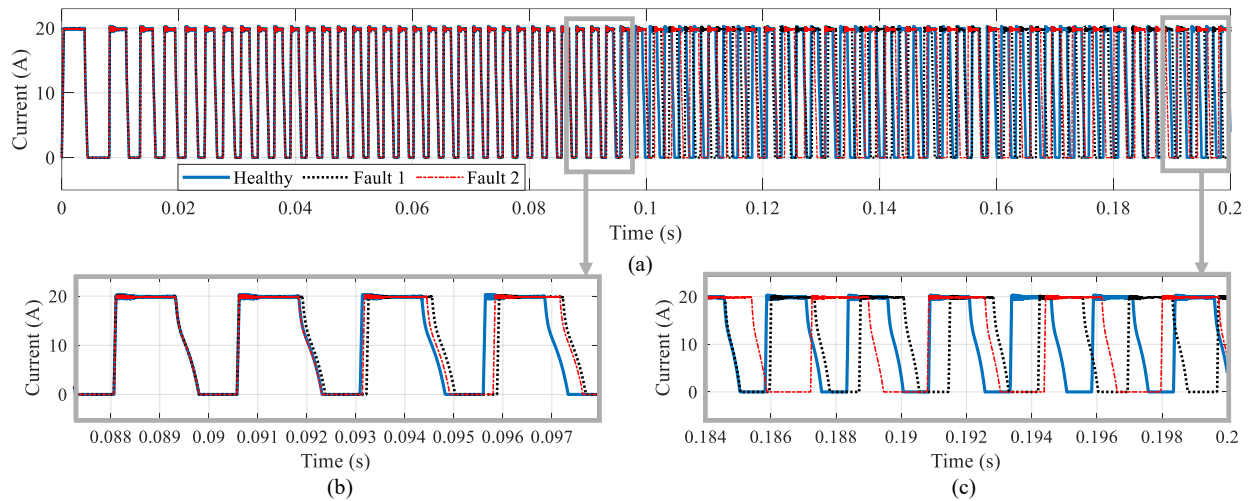 Current (A)
20
10
0
Healthy
Fault 1
Fault 2
0 0.02 0.04 0.06 0.08 0.1 0.12 0.14 0.16 0.18 0.2
Time (s)
(a)
Current (A)
20
10
0
0.088 0.089 0.09 0.091 0.092 0.093 0.094 0.095 0.096 0.097
Time (s)
(b)
Current (A)
20
10
0
0.184 0.186 0.188 0.19 0.192 0.194 0.196 0.198 0.2
Time (s)
(c)